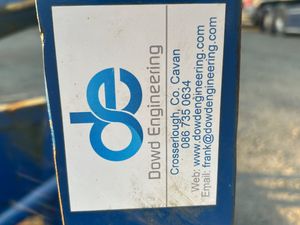 de
Dowd Engineering
Crosserlough, Co. Cavan
086 735 0634
Web: www.dowdengineering.com
Email: frank@dowdengineering.com